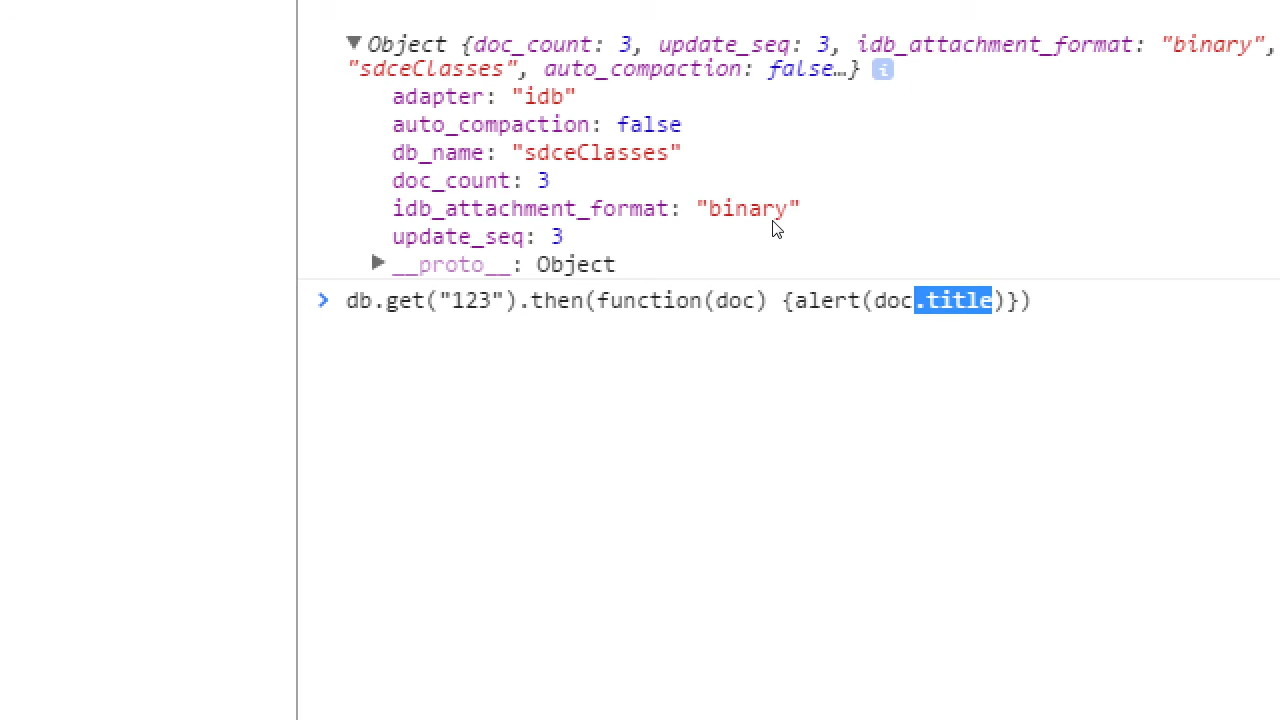 Object {doc_count: 3, update_seq: 3, idb_attachment_format: "binary",
"sdceClasses", auto_compaction: false…} i
adapter: "idb"
auto_compaction: false
db_name: "sdceClasses"
doc_count: 3
idb_attachment_format: "binary"
update_seq: 3
__proto__: Object
db.get("123").then(function(doc) {alert(doc.title)})